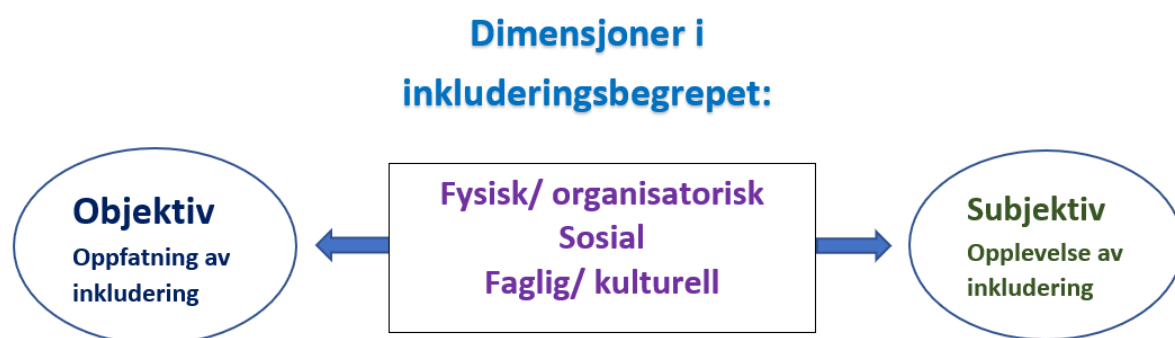 Dimensjoner i
inkluderingsbegrepet:
Objektiv
Oppfatning av
inkludering
Fysisk/ organisatorisk
Sosial
Faglig/ kulturell
Subjektiv
Opplevelse av
inkludering